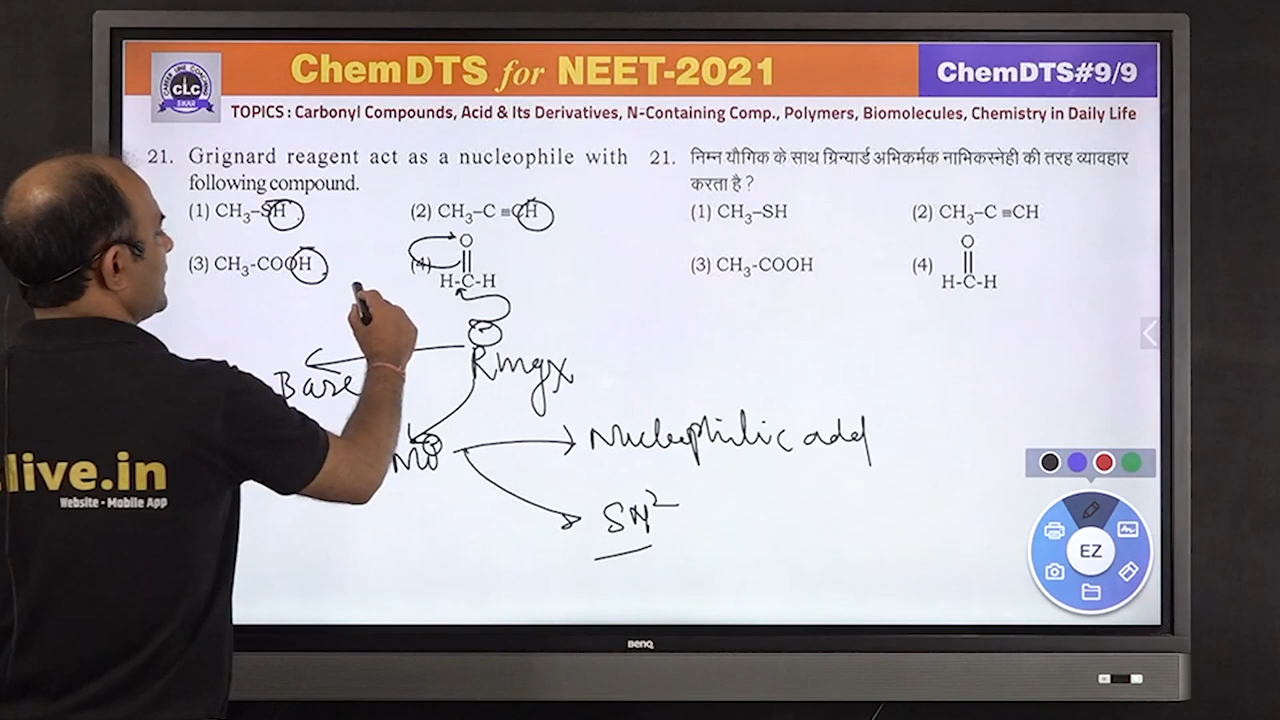 ChemDTS for NEET-2021
ChemDTS#9/9
CLC
SIKAR
TOPICS : Carbonyl Compounds, Acid & Its Derivatives, N-Containing Comp., Polymers, Biomolecules, Chemistry in Daily Life
21. Grignard reagent act as a nucleophile with
following compound.
(1) CH₃–SH
(2) CH₃–C ≡CH
(3) CH₃-COOH
(4)
O
H-C-H
21. निम्न यौगिक के साथ ग्रिन्यार्ड अभिकर्मक नाभिकस्नेही की तरह व्यावहार
करता है ?
(1) CH₃–SH
(2) CH₃–C ≡CH
(3) CH₃-COOH
(4)
O
H-C-H
RMgX
Base
Nu
Nucleophilic add
SN²
live.in
Website - Mobile App
EZ
BenQ